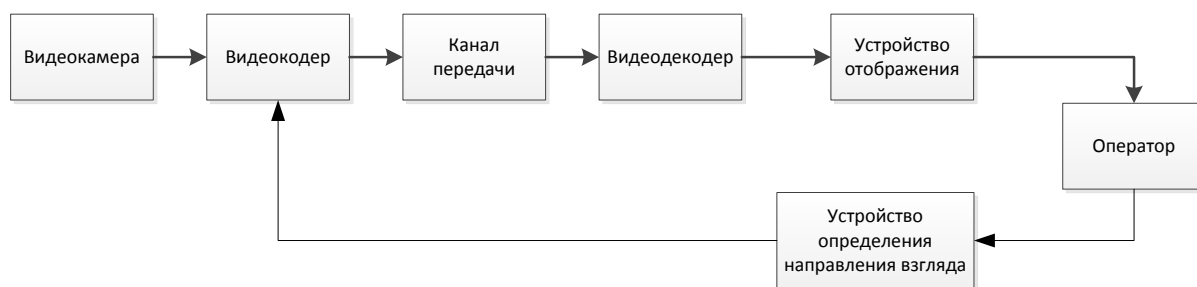 Видеокамера
Видеокодер
Канал
передачи
Видеодекодер
Устройство
отображения
Оператор
Устройство
определения
направления взгляда